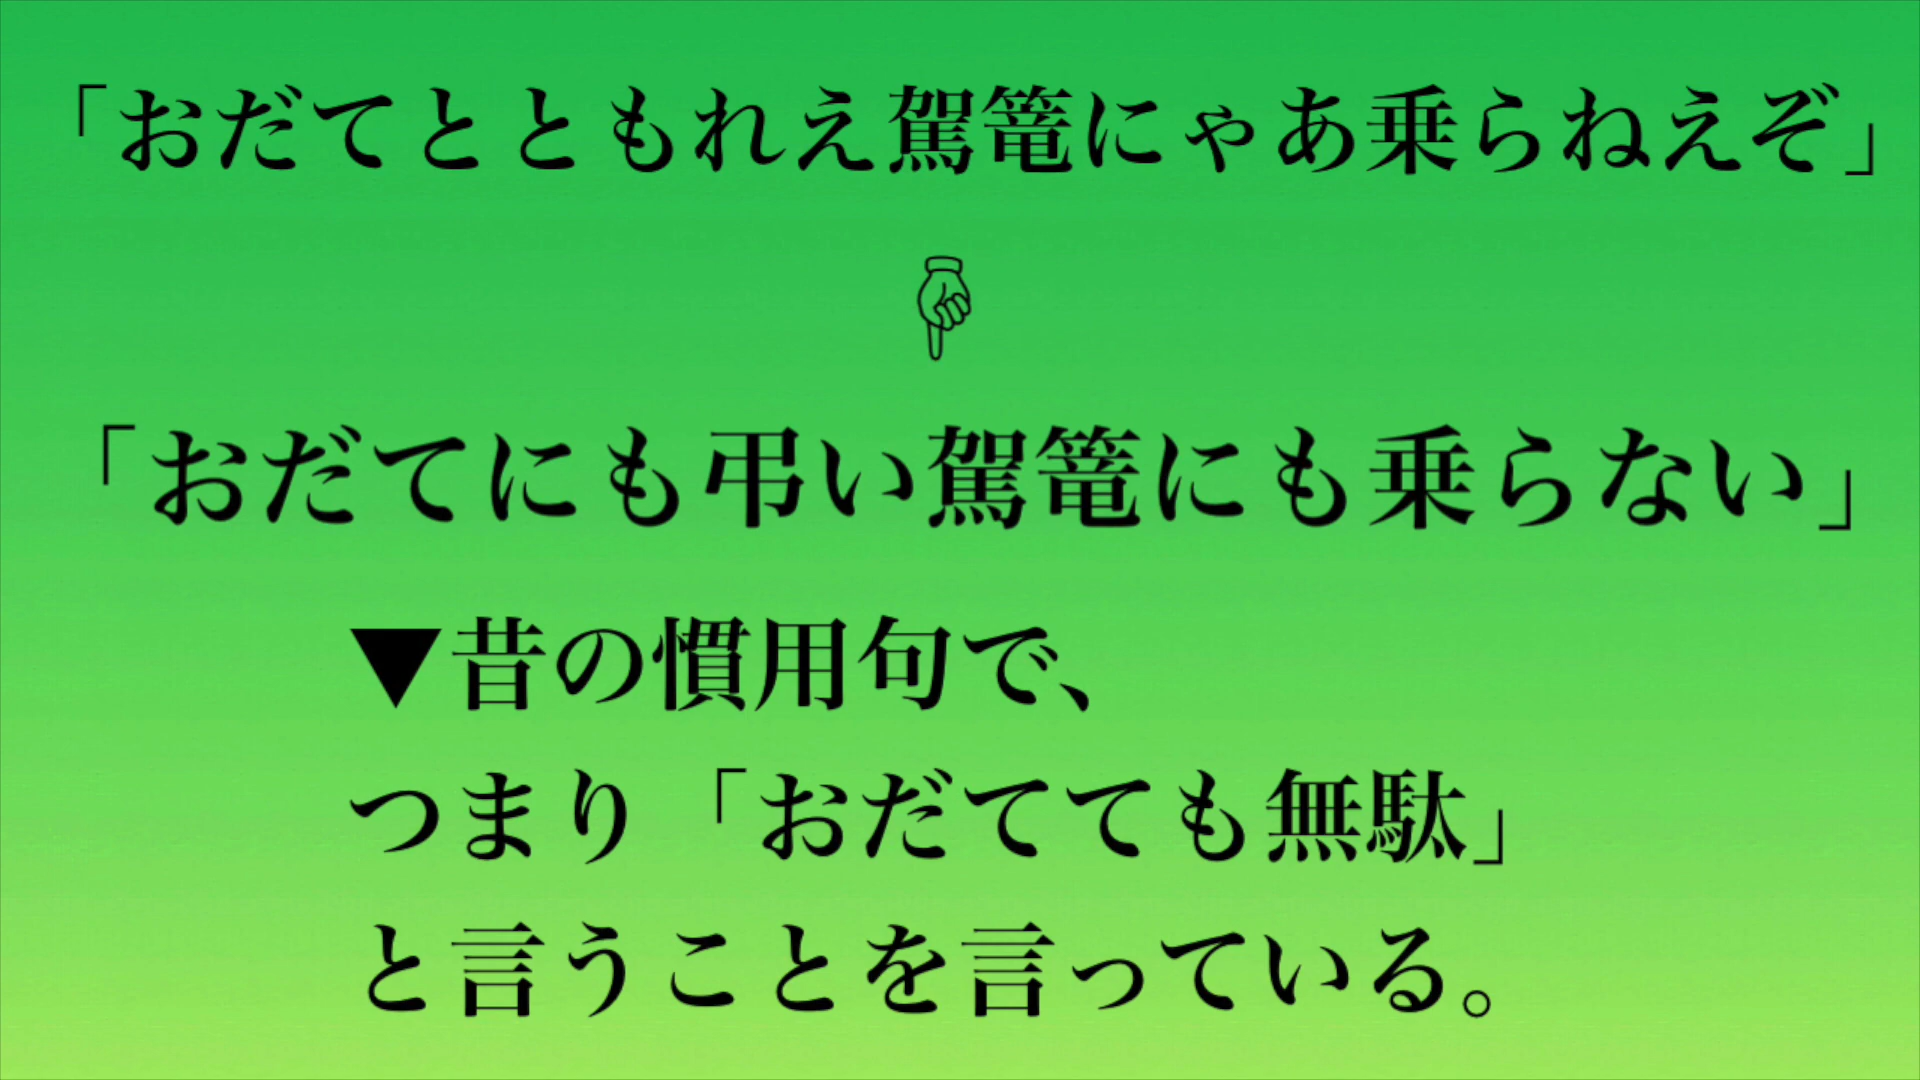 「おだてとともれえ駕篭にゃあ乗らねえぞ」
☟
「おだてにも弔い駕篭にも乗らない」
▼昔の慣用句で、
つまり「おだてても無駄」
と言うことを言っている。